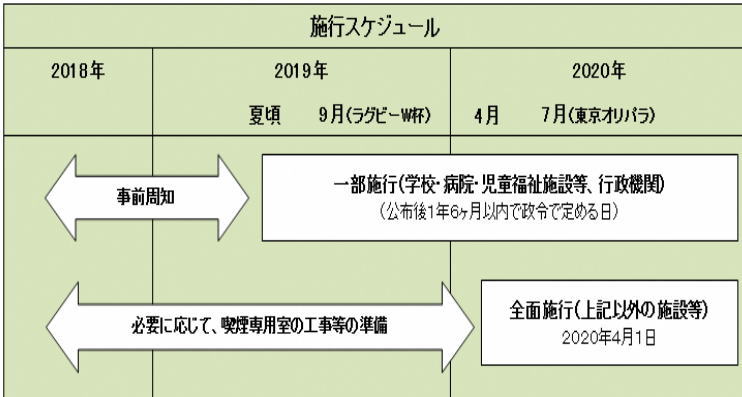 施行スケジュール
2018年 2019年 2020年
夏頃 9月(ラグビーW杯) 4月 7月(東京オリパラ)
事前周知
一部施行(学校・病院・児童福祉施設等、行政機関)
(公布後1年6ヶ月以内で政令で定める日)
必要に応じて、喫煙専用室の工事等の準備
全面施行(上記以外の施設等)
2020年4月1日